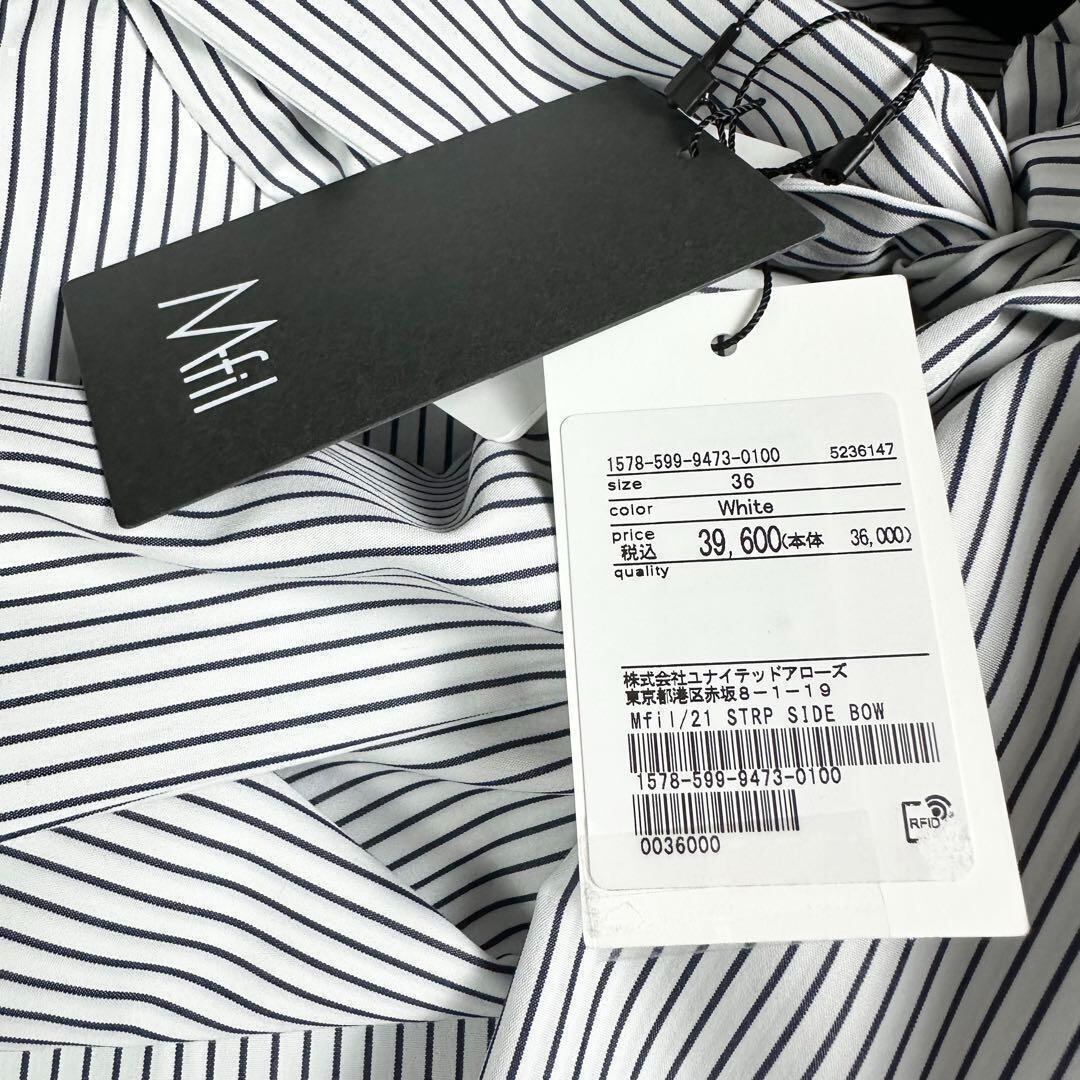 Mfil
1578-599-9473-0100 5236147
size 36
color White
price
税込 39,600(本体 36,000)
quality
株式会社ユナイテッドアローズ
東京都港区赤坂8-1-19
Mfil/21 STRP SIDE BOW
1578-599-9473-0100
RFID
0036000